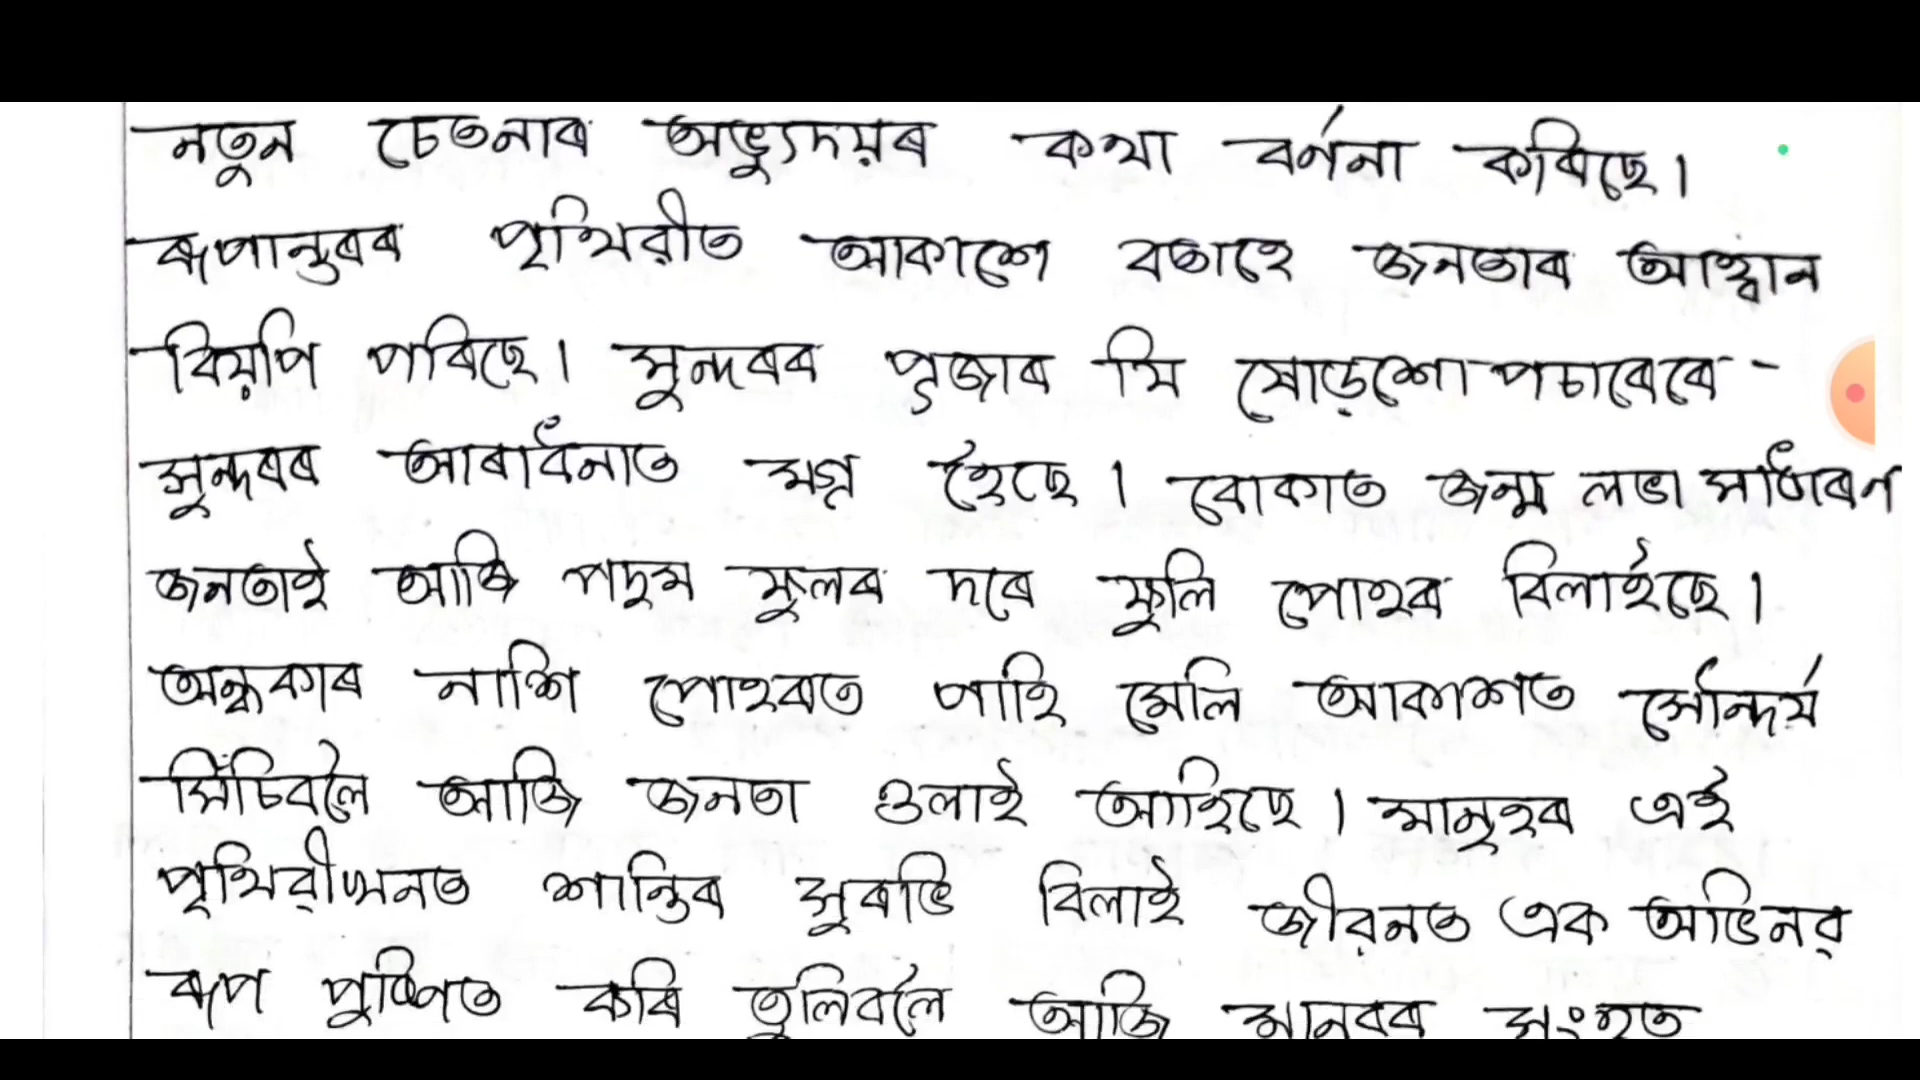 নতুন চেতনাৰ অভ্যুদয়ৰ কথা বৰ্ণনা কৰিছে।
ৰূপান্তৰৰ পৃথিৱীত আকাশে বতাহে জনতাৰ আহ্বান
বিয়পি পৰিছে। সুন্দৰৰ পূজাৰ সি ষোড়শো পচাৰেৰে -
সুন্দৰৰ আৰাধনাত মগ্ন হৈছে। বোকাত জন্ম লভা সাধাৰণ
জনতাই আজি পদুম ফুলৰ দৰে ফুলি পোহৰ বিলাইছে।
অন্ধকাৰ নাশি পোহৰতে পাহি মেলি আকাশত সৌন্দৰ্য
সিঁচিবলৈ আজি জনতা ওলাই আহিছে। মানুহৰ এই
পৃথিৱীখনত শান্তিৰ সুৰভি বিলাই জীৱনত এক অভিনৱ
ৰূপ পুষ্পিত কৰি তুলিবলৈ আজি মানৱৰ সংহত